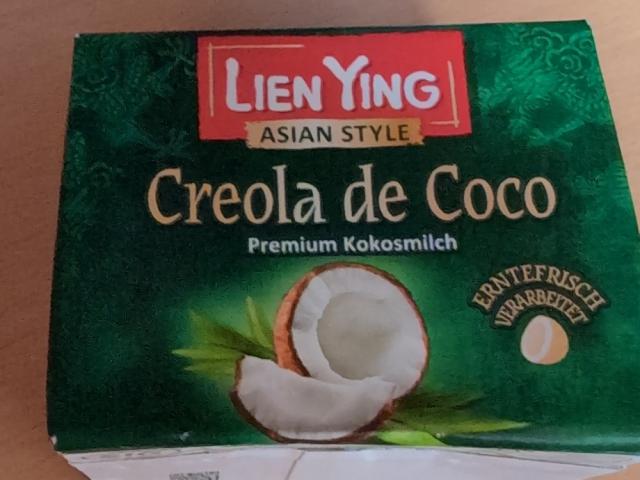 LIEN YING
ASIAN STYLE
Creola de Coco
Premium Kokosmilch
ERNTEFRISCH
VERARBEITET